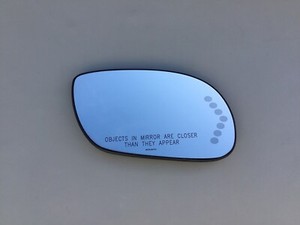 OBJECTS IN MIRROR ARE CLOSER
THAN THEY APPEAR